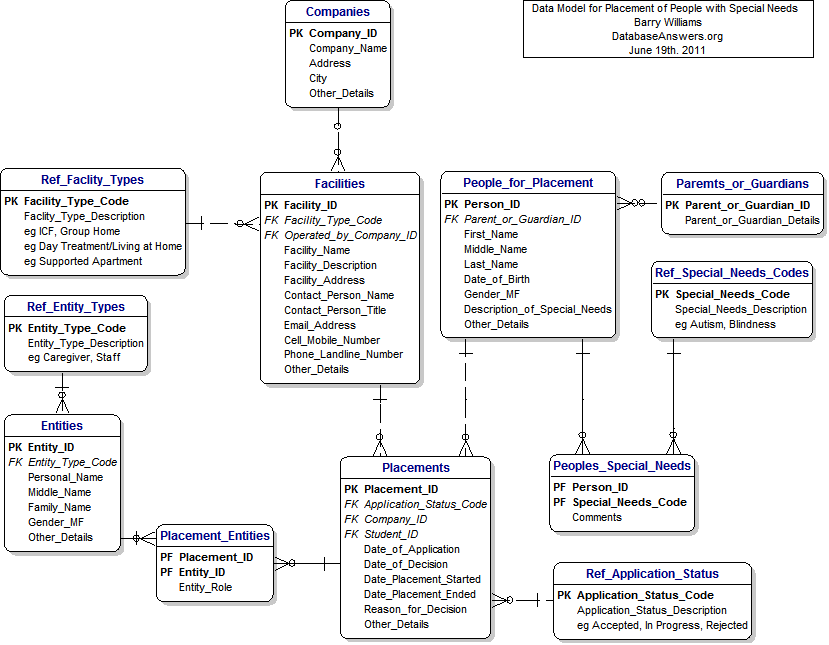 Data Model for Placement of People with Special Needs
Barry Williams
DatabaseAnswers.org
June 19th. 2011
Companies
PK Company_ID
Company_Name
Address
City
Other_Details
Ref_Faclity_Types
PK Facility_Type_Code
Faclity_Type_Description
eg ICF, Group Home
eg Day Treatment/Living at Home
eg Supported Apartment
Facilities
PK Facility_ID
FK Facility_Type_Code
FK Operated_by_Company_ID
Facility_Name
Facility_Description
Facility_Address
Contact_Person_Name
Contact_Person_Title
Email_Address
Cell_Mobile_Number
Phone_Landline_Number
Other_Details
People_for_Placement
PK Person_ID
FK Parent_or_Guardian_ID
First_Name
Middle_Name
Last_Name
Date_of_Birth
Gender_MF
Description_of_Special_Needs
Other_Details
Paremts_or_Guardians
PK Parent_or_Guardian_ID
Parent_or_Guardian_Details
Ref_Special_Needs_Codes
PK Special_Needs_Code
Special_Needs_Description
eg Autism, Blindness
Ref_Entity_Types
PK Entity_Type_Code
Entity_Type_Description
eg Caregiver, Staff
Entities
PK Entity_ID
FK Entity_Type_Code
Personal_Name
Middle_Name
Family_Name
Gender_MF
Other_Details
Placement_Entities
PF Placement_ID
PF Entity_ID
Entity_Role
Placements
PK Placement_ID
FK Application_Status_Code
FK Company_ID
FK Student_ID
Date_of_Application
Date_of_Decision
Date_Placement_Started
Date_Placement_Ended
Reason_for_Decision
Other_Details
Peoples_Special_Needs
PF Person_ID
PF Special_Needs_Code
Comments
Ref_Application_Status
PK Application_Status_Code
Application_Status_Description
eg Accepted, In Progress, Rejected